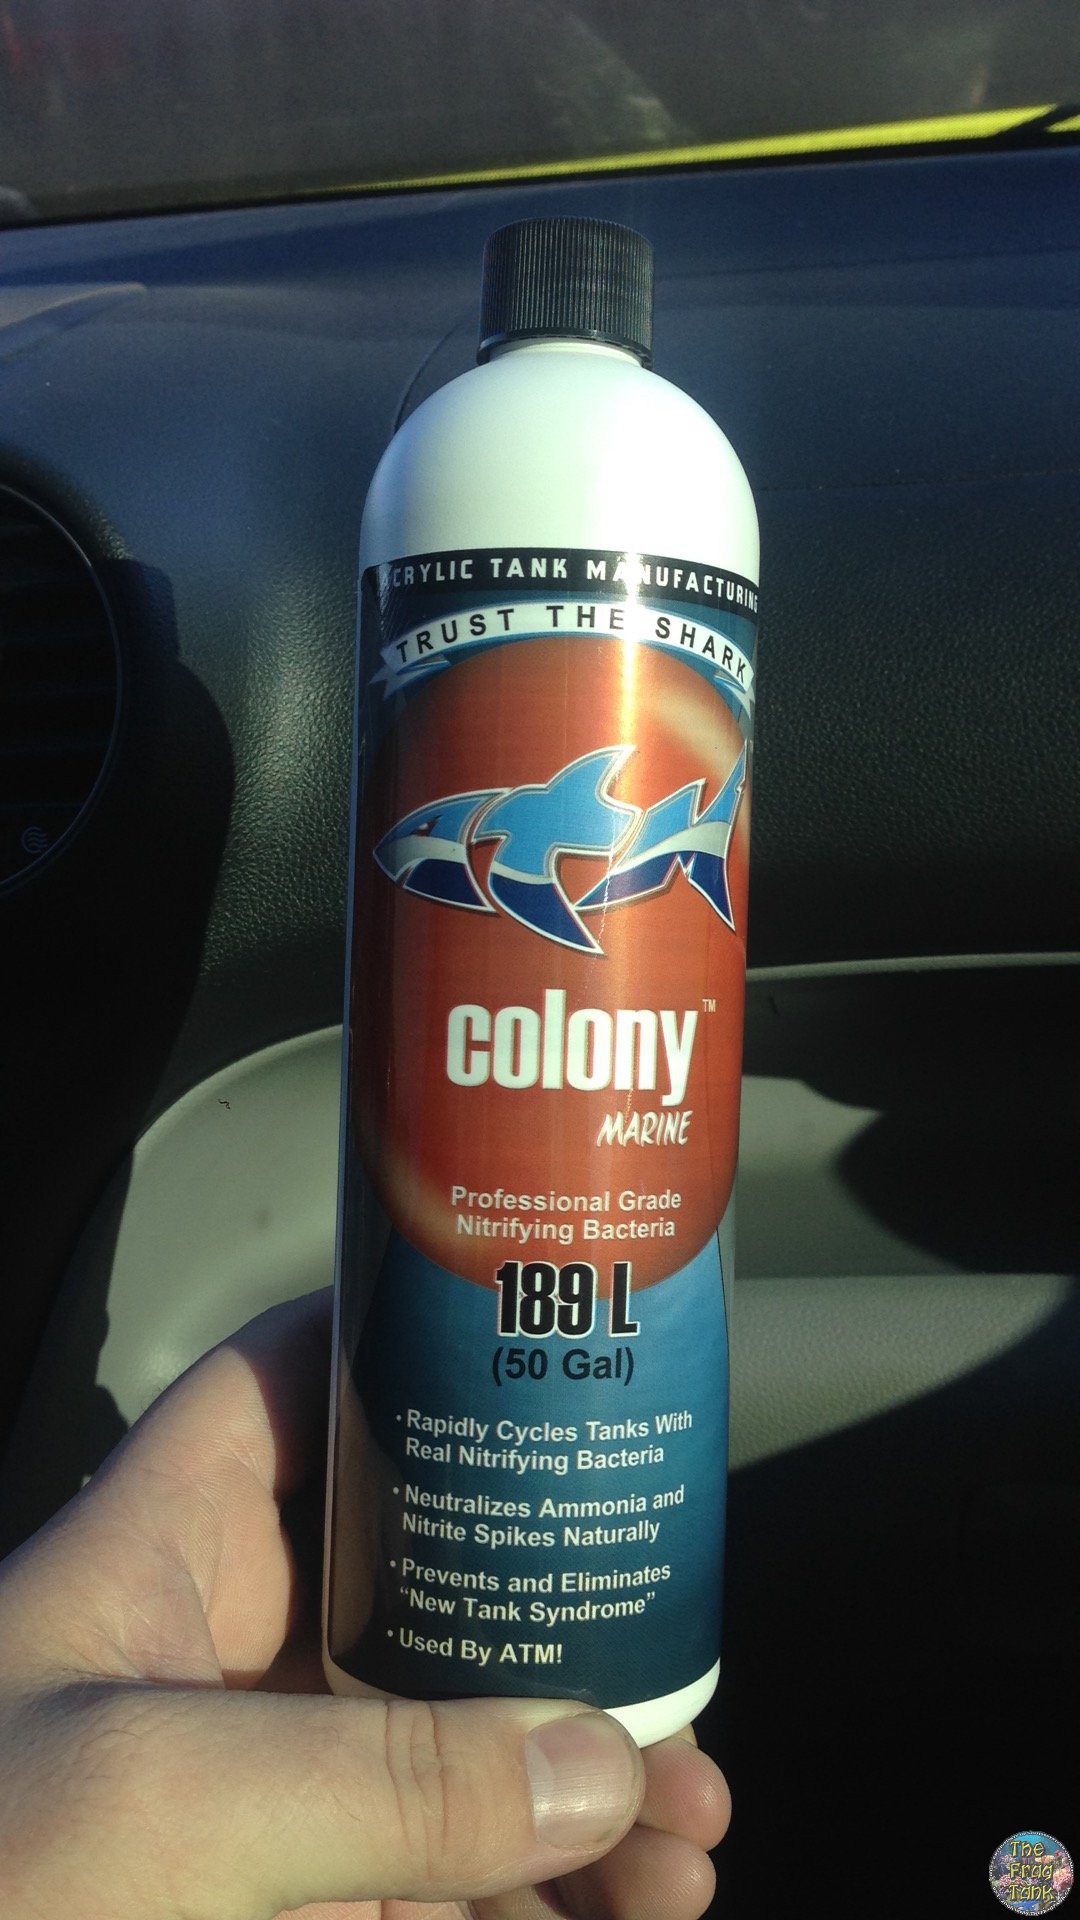 ACRYLIC TANK MANUFACTURING
TRUST THE SHARK
ATM
colony™
MARINE
Professional Grade
Nitrifying Bacteria
189 L
(50 Gal)
• Rapidly Cycles Tanks With
Real Nitrifying Bacteria
• Neutralizes Ammonia and
Nitrite Spikes Naturally
• Prevents and Eliminates
“New Tank Syndrome”
• Used By ATM!
The
Frag
Tank